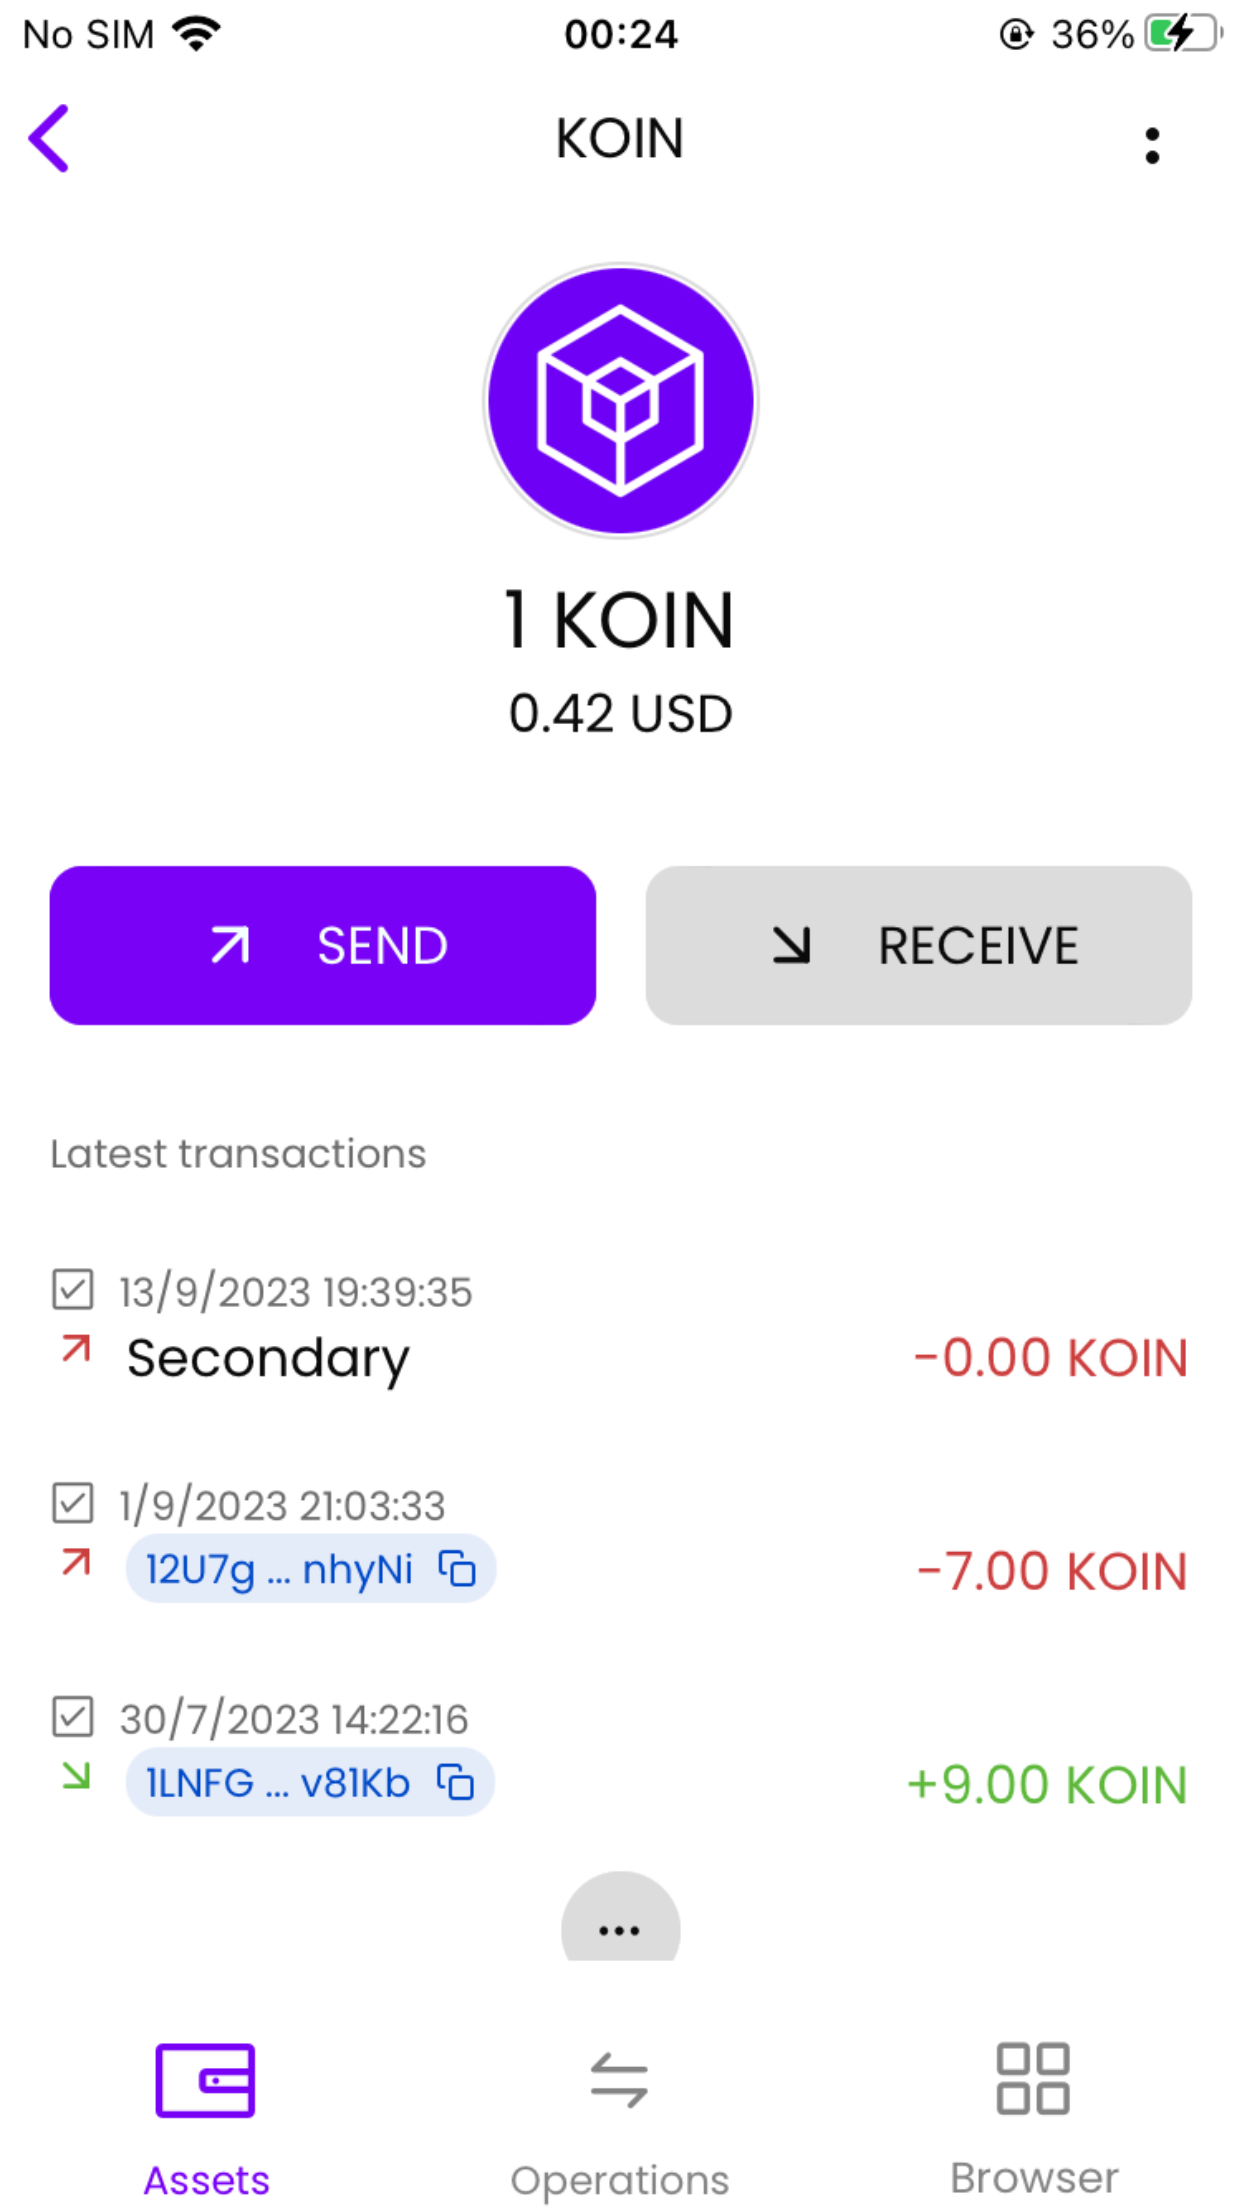 No SIM 00:24 36%
KOIN
1 KOIN
0.42 USD
SEND RECEIVE
Latest transactions
13/9/2023 19:39:35
Secondary -0.00 KOIN
1/9/2023 21:03:33
12U7g ... nhyNi -7.00 KOIN
30/7/2023 14:22:16
1LNFG ... v81Kb +9.00 KOIN
...
Assets Operations Browser